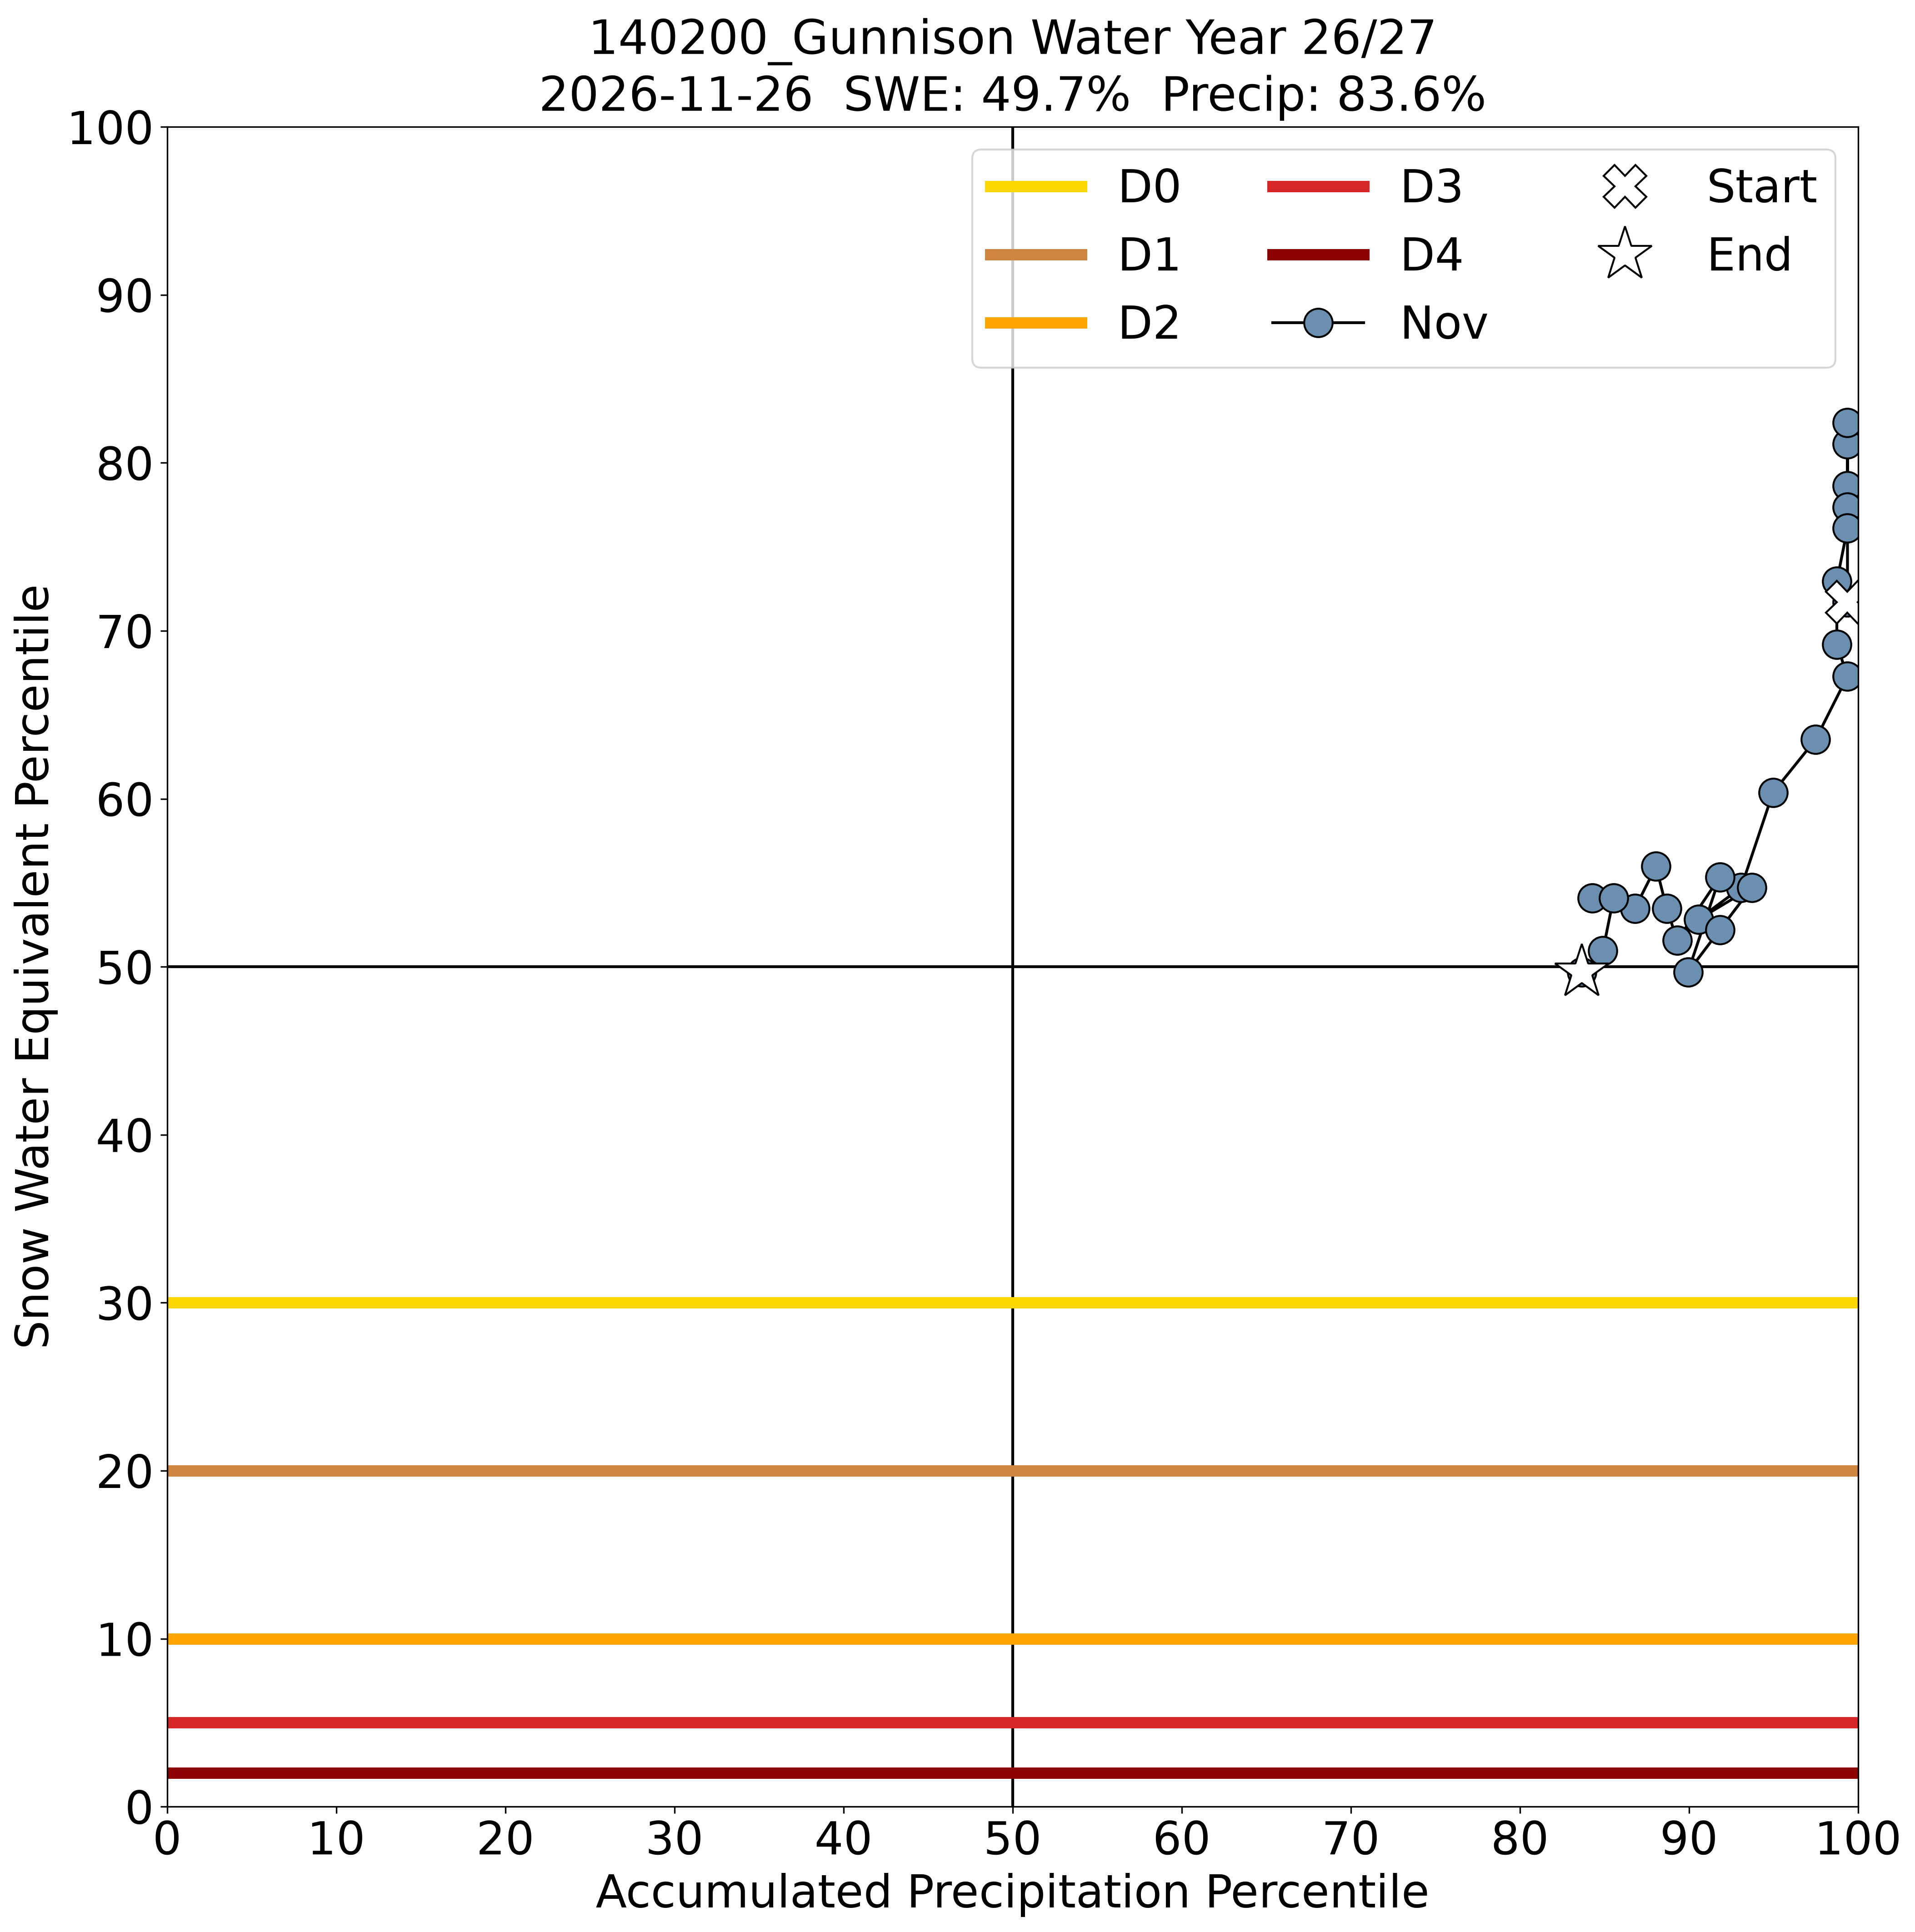 140200_Gunnison Water Year 26/27
2026-11-26  SWE: 49.7%  Precip: 83.6%
D0
D1
D2
D3
D4
Nov
Start
End
Snow Water Equivalent Percentile
100
90
80
70
60
50
40
30
20
10
0
0 10 20 30 40 50 60 70 80 90 100
Accumulated Precipitation Percentile